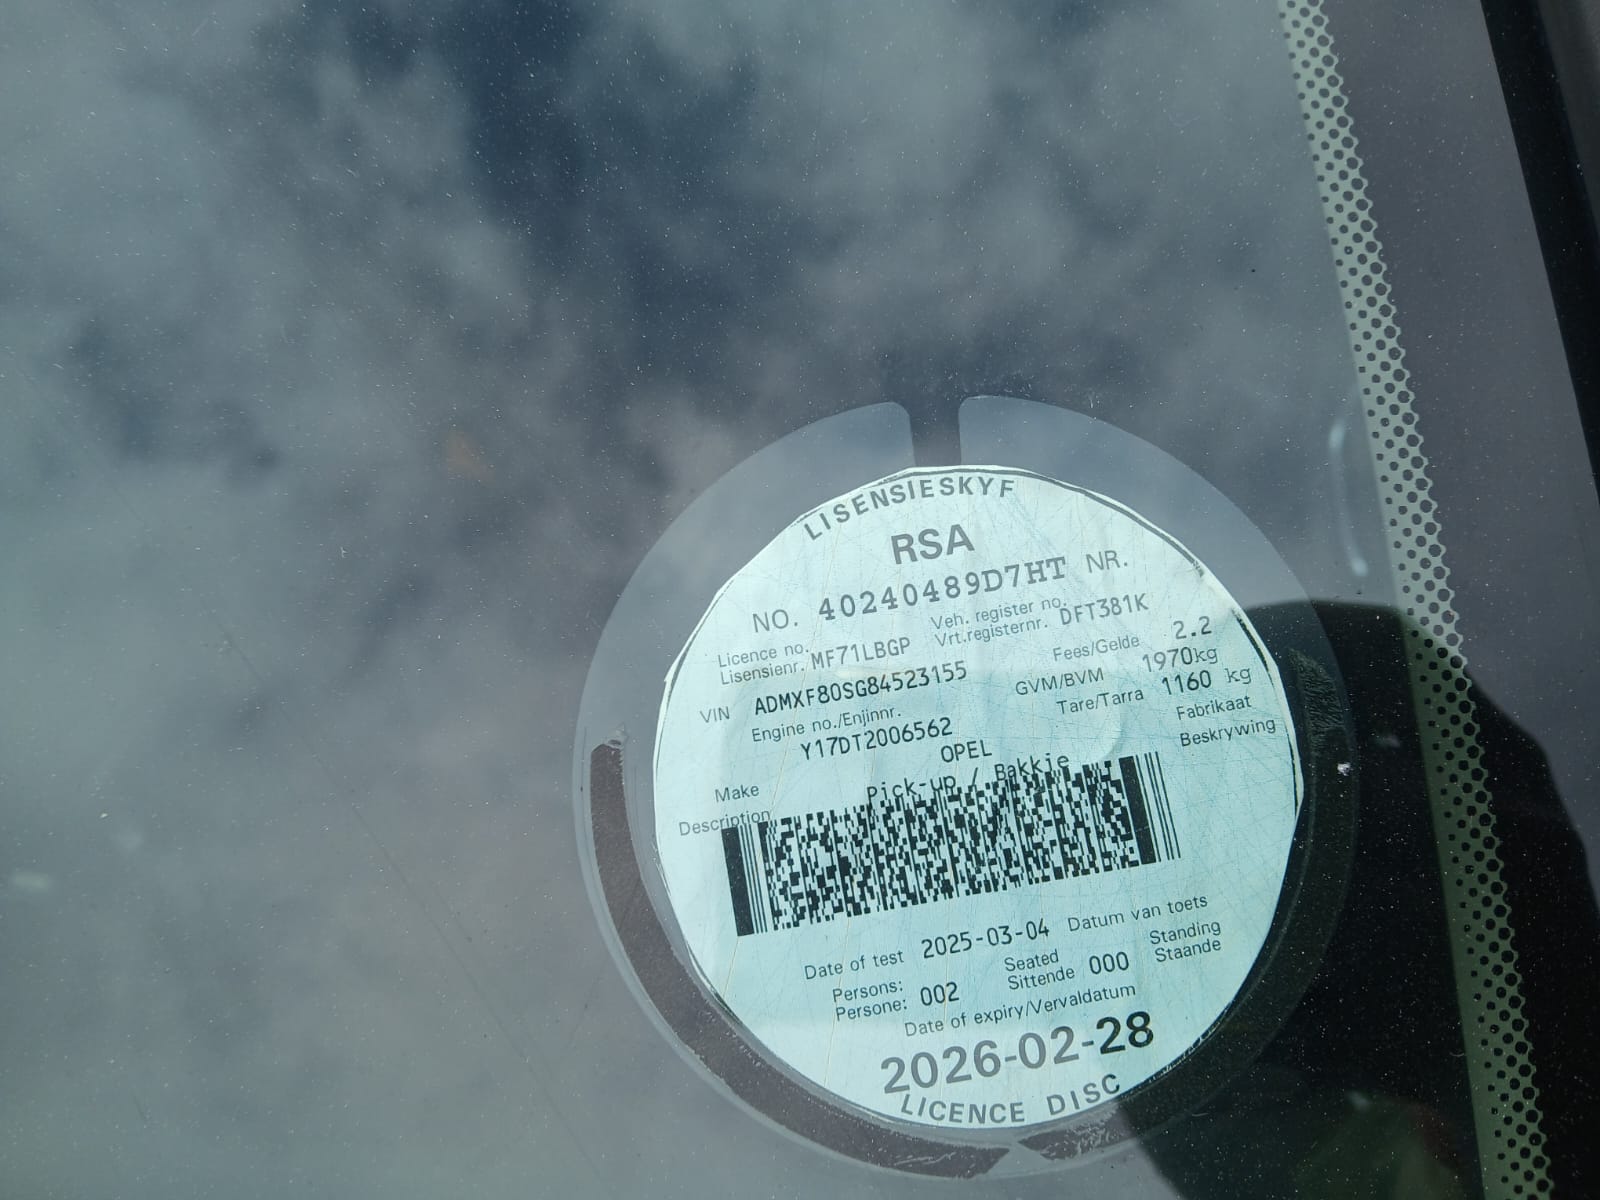 LISENSIESKYF
RSA
NO. 40240489D7HT NR.
Licence no. Veh. register no.
Lisensienr. MF71LBGP Vrt.registernr. DFT381K
VIN ADMXF80SG84523155 Fees/Gelde 2.2
Engine no./Enjinnr. GVM/BVM 1970kg
Y17DT2006562 Tare/Tarra 1160 kg
Make OPEL Fabrikaat
Description Pick-up / Bakkie Beskrywing
Date of test 2025-03-04 Datum van toets
Persons: Seated Standing
Persone: 002 Sittende 000 Staande
Date of expiry/Vervaldatum
2026-02-28
LICENCE DISC